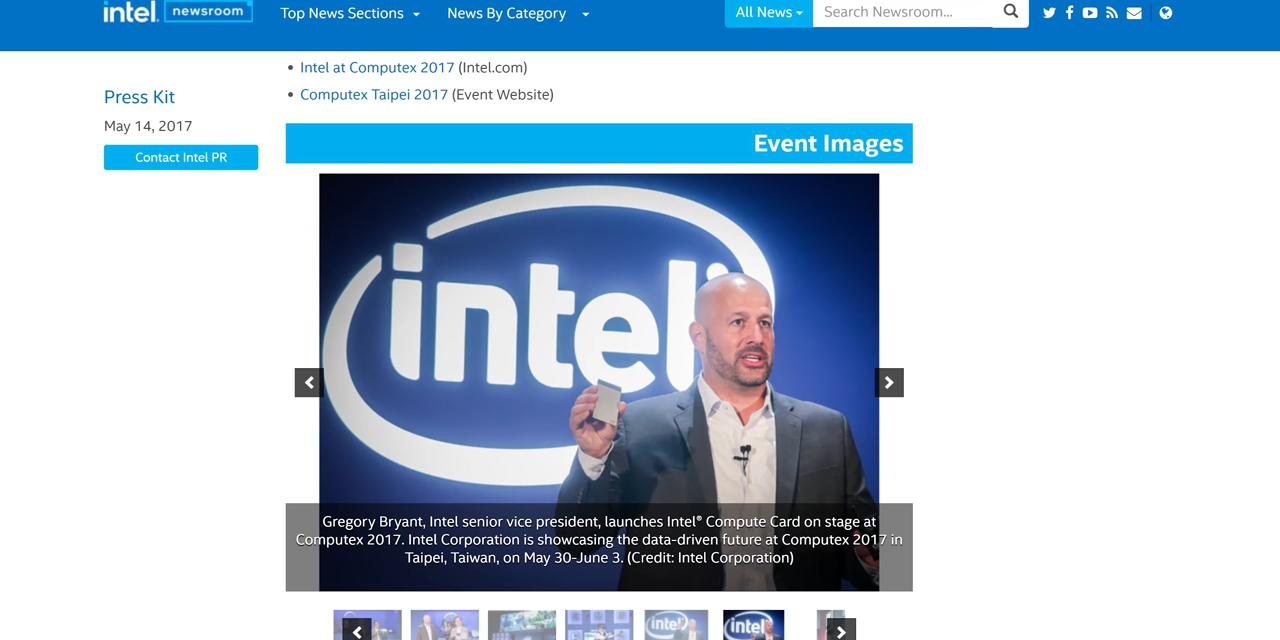 intel newsroom
Top News Sections
News By Category
All News
Search Newsroom...
Intel at Computex 2017 (Intel.com)
Computex Taipei 2017 (Event Website)
Press Kit
May 14, 2017
Contact Intel PR
Event Images
intel
Gregory Bryant, Intel senior vice president, launches Intel® Compute Card on stage at
Computex 2017. Intel Corporation is showcasing the data-driven future at Computex 2017 in
Taipei, Taiwan, on May 30-June 3. (Credit: Intel Corporation)
intel
intel